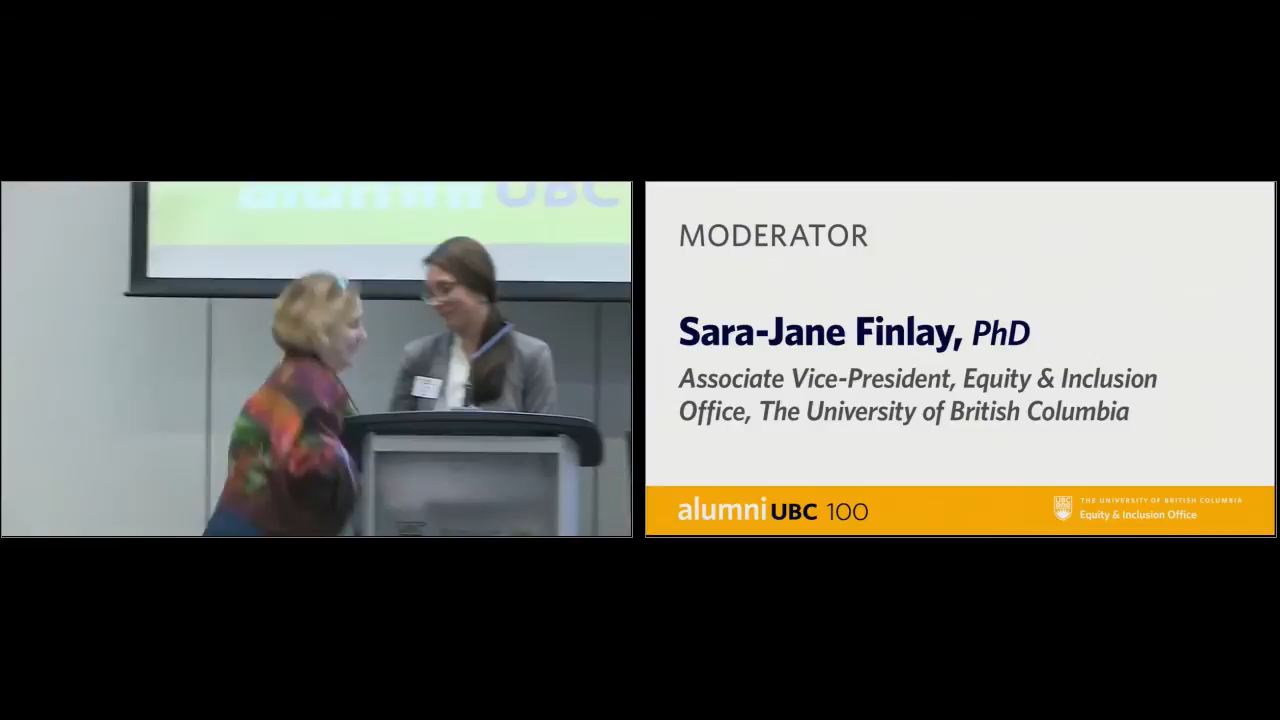 alumni UBC
MODERATOR
Sara-Jane Finlay, PhD
Associate Vice-President, Equity & Inclusion
Office, The University of British Columbia
alumni UBC 100
UBC
THE UNIVERSITY OF BRITISH COLUMBIA
Equity & Inclusion Office